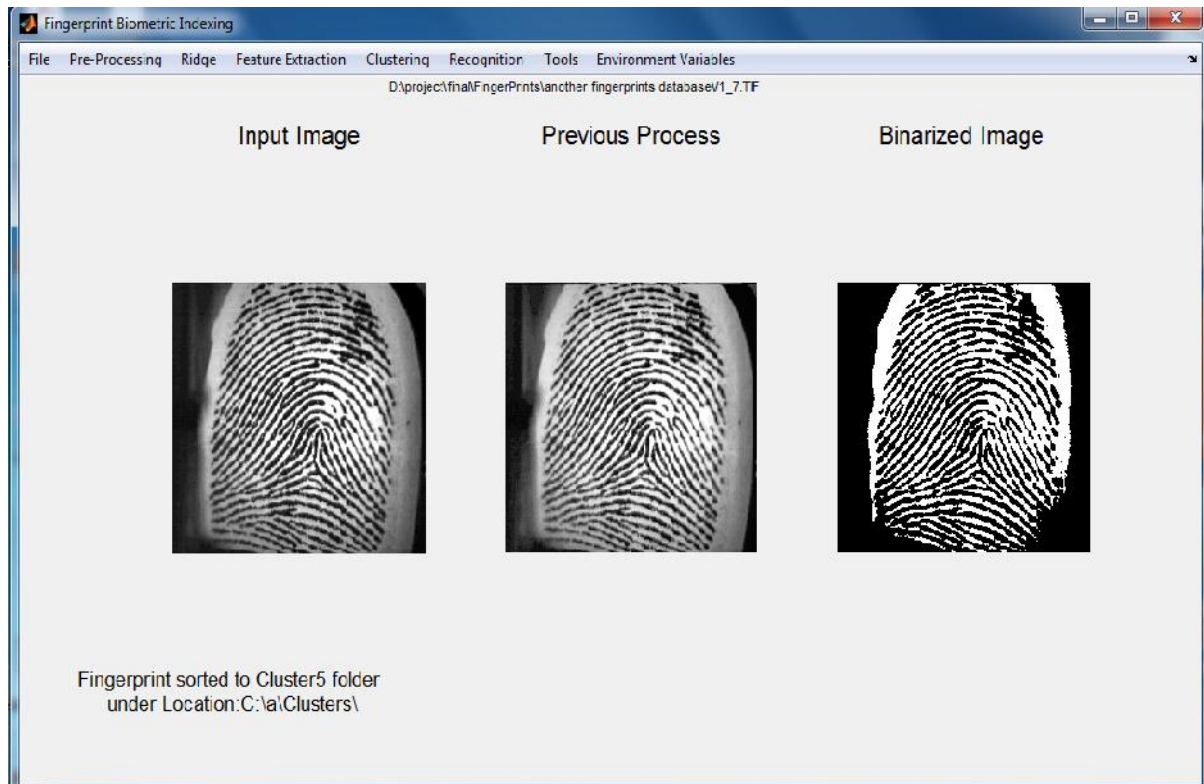 Fingerprint Biometric Indexing
File Pre-Processing Ridge Feature Extraction Clustering Recognition Tools Environment Variables
D:\project\final\FingerPrints\another fingerprints database\/1_7.TIF
Input Image Previous Process Binarized Image
Fingerprint sorted to Cluster5 folder
under Location:C:\a\Clusters\